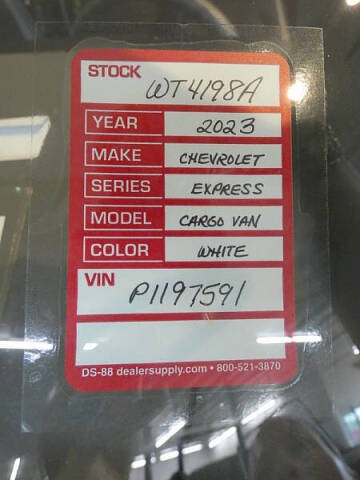 STOCK
WT4198A
YEAR 2023
MAKE CHEVROLET
SERIES EXPRESS
MODEL CARGO VAN
COLOR WHITE
VIN
P1197591
DS-88 dealersupply.com • 800-521-3870